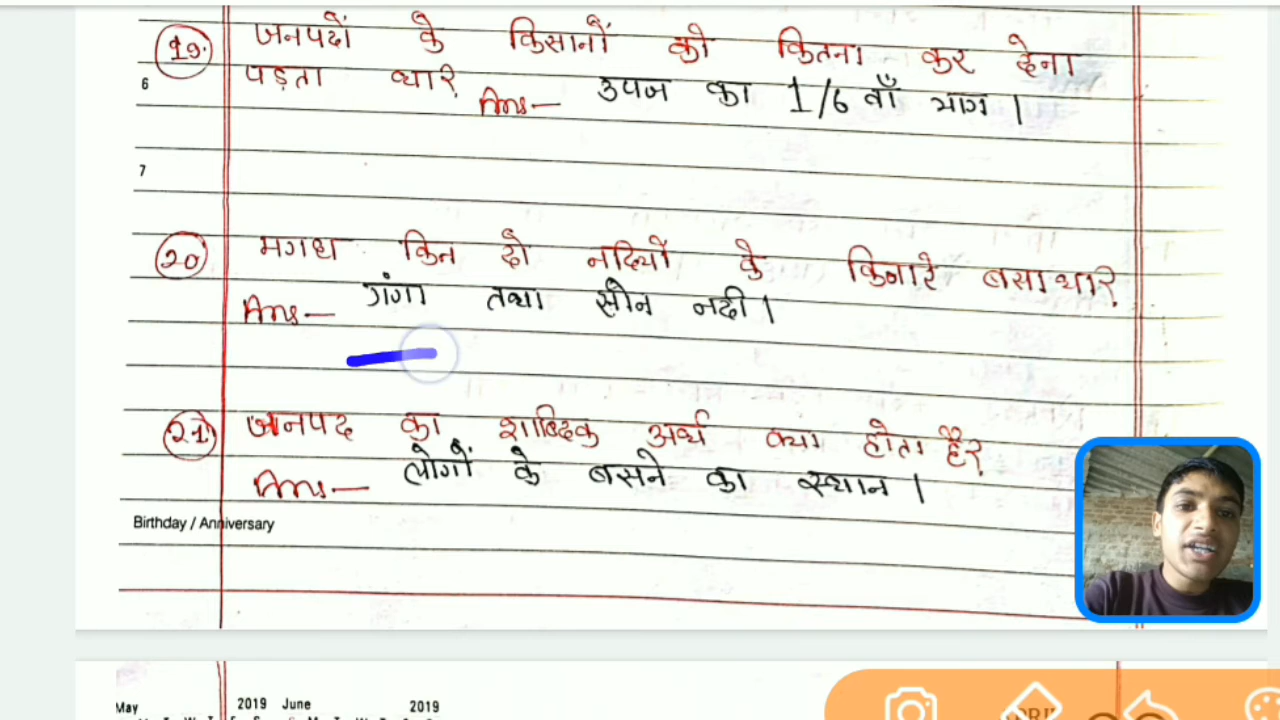 19. जनपदों के किसानों को कितना कर देना
6 पड़ता था?
Ans- उपज का 1/6 वाँ भाग।
7
20 मगध किन दो नदियों के किनारे बसा था?
Ans- गंगा तथा सोन नदी।
21. जनपद का शाब्दिक अर्थ क्या होता है?
Ans- लोगों के बसने का स्थान।
Birthday / Anniversary
May 2019 June 2019